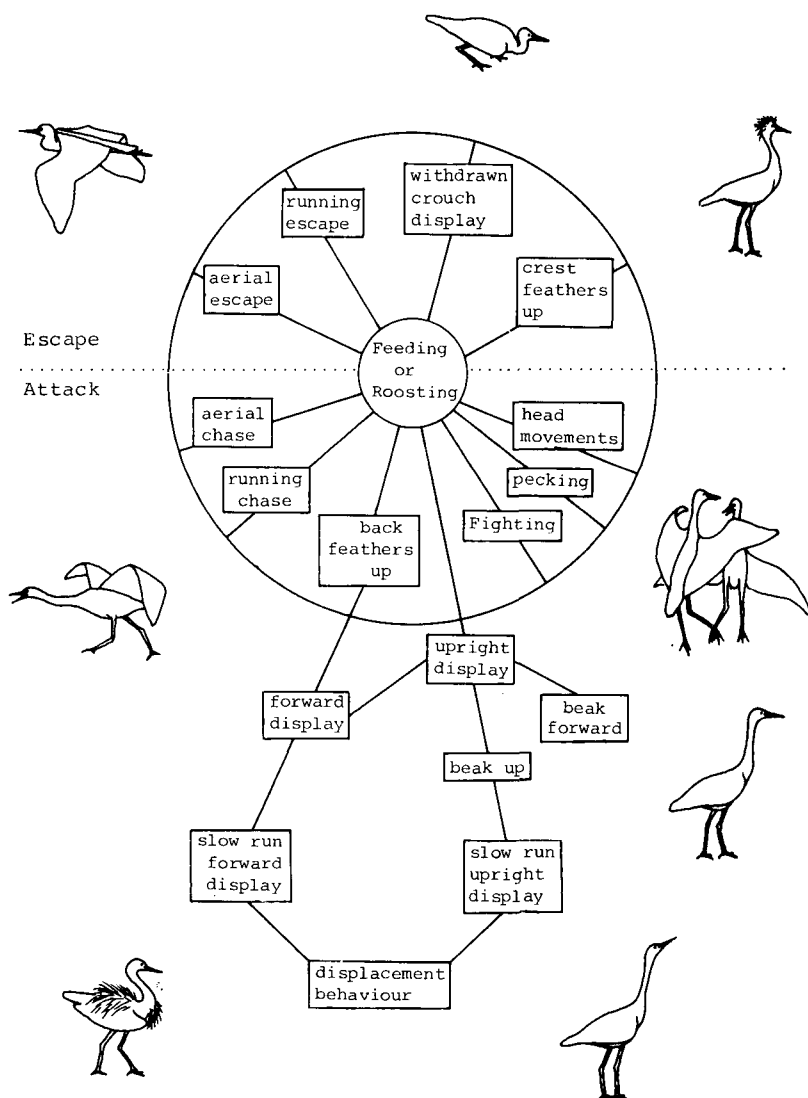 withdrawn
crouch
display
running
escape
aerial
escape
crest
feathers
up
Escape
Feeding
or
Roosting
Attack
aerial
chase
head
movements
running
chase
pecking
back
feathers
up
Fighting
upright
display
forward
display
beak
forward
beak up
slow run
forward
display
slow run
upright
display
displacement
behaviour